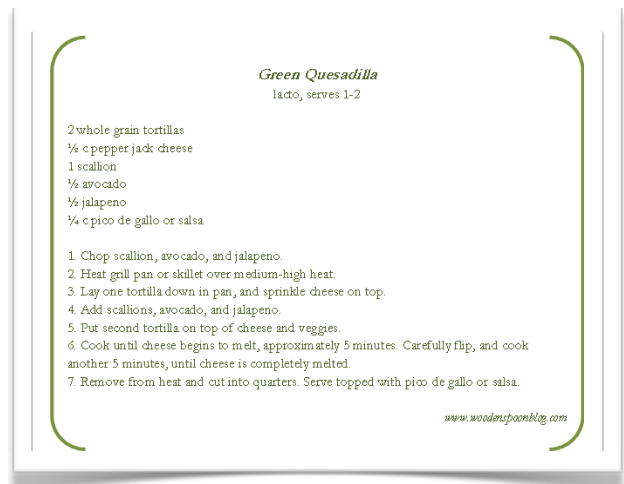 Green Quesadilla
lacto, serves 1-2
2 whole grain tortillas
½ c pepper jack cheese
1 scallion
½ avocado
½ jalapeno
¼ c pico de gallo or salsa
1. Chop scallion, avocado, and jalapeno.
2. Heat grill pan or skillet over medium-high heat.
3. Lay one tortilla down in pan, and sprinkle cheese on top.
4. Add scallions, avocado, and jalapeno.
5. Put second tortilla on top of cheese and veggies.
6. Cook until cheese begins to melt, approximately 5 minutes. Carefully flip, and cook
another 5 minutes, until cheese is completely melted.
7. Remove from heat and cut into quarters. Serve topped with pico de gallo or salsa.
www.woodenspoonblog.com